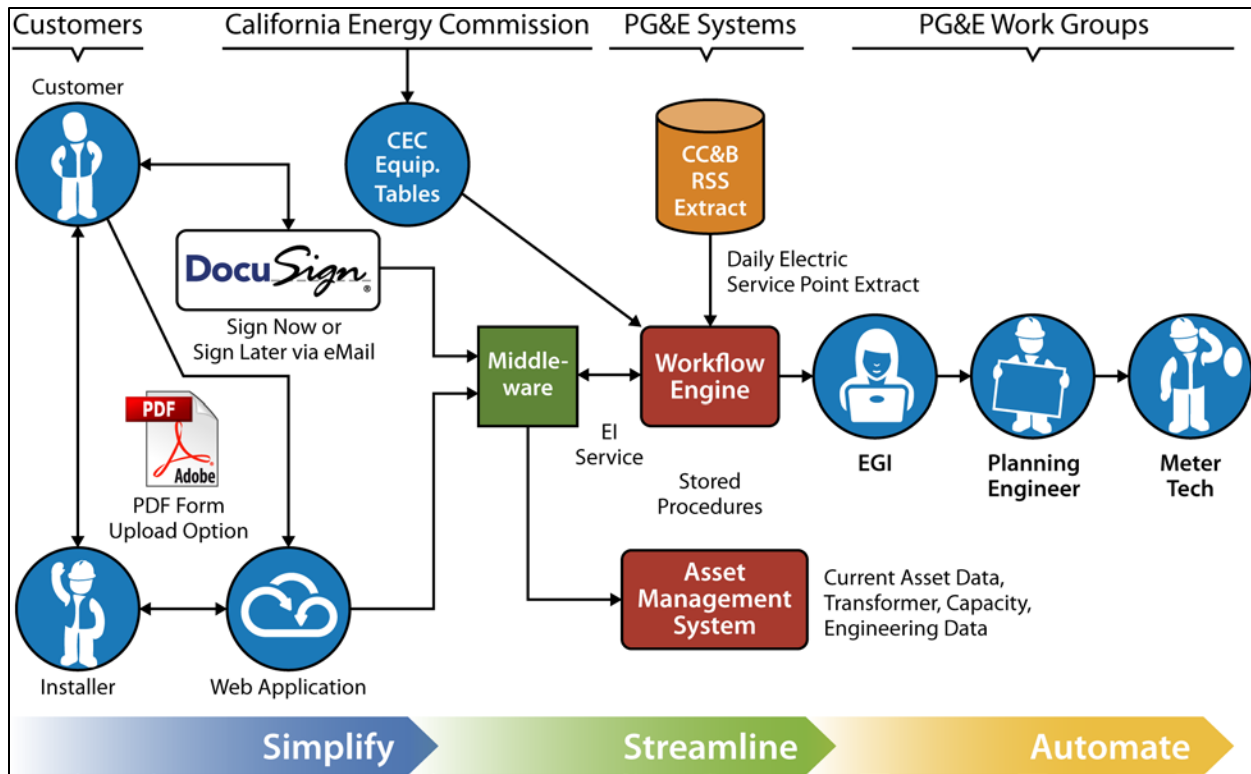 Customers
California Energy Commission
PG&E Systems
PG&E Work Groups
Customer
CEC
Equip.
Tables
CC&B
RSS
Extract
DocuSign®
Sign Now or
Sign Later via eMail
Daily Electric
Service Point Extract
Middle-
ware
Workflow
Engine
EI
Service
Stored
Procedures
EGI
Planning
Engineer
Meter
Tech
PDF
Adobe
PDF Form
Upload Option
Installer
Web Application
Asset
Management
System
Current Asset Data,
Transformer, Capacity,
Engineering Data
Simplify
Streamline
Automate